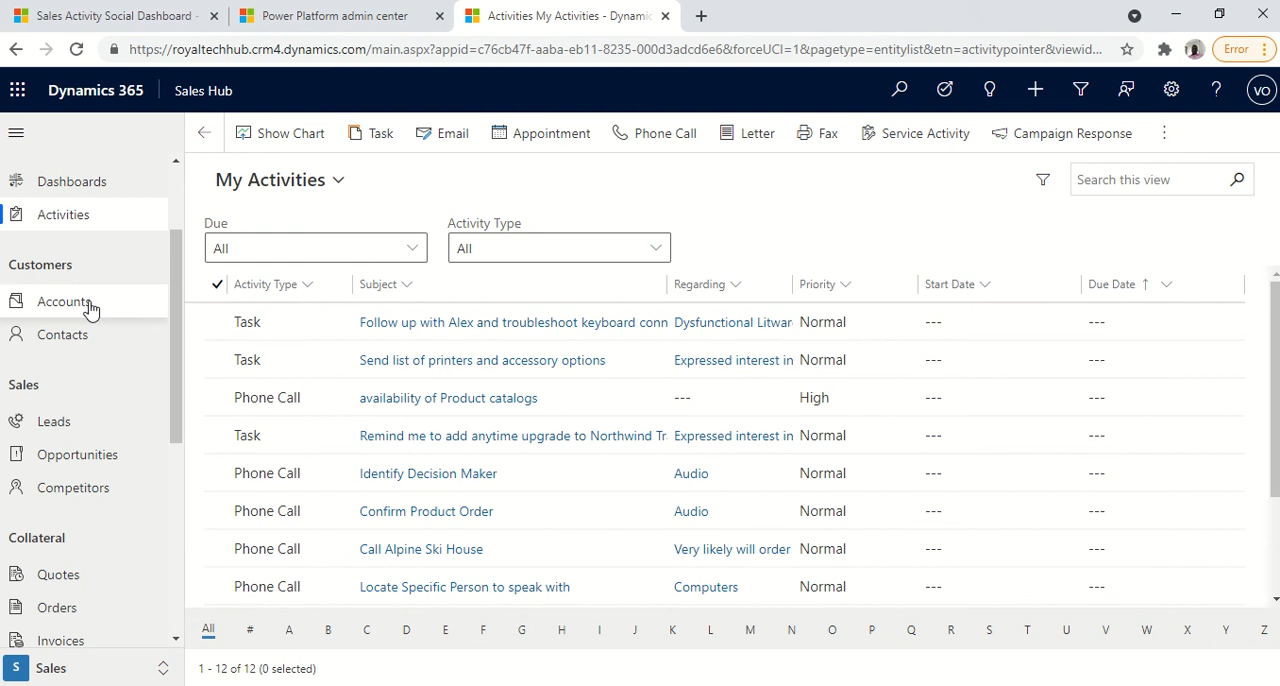 Sales Activity Social Dashboard -
Power Platform admin center
Activities My Activities - Dynamic
https://royaltechhub.crm4.dynamics.com/main.aspx?appid=c76cb47f-aaba-eb11-8235-000d3adcd6e6&forceUCI=1&pagetype=entitylist&etn=activitypointer&viewid...
Error
Dynamics 365
Sales Hub
VO
Show Chart
Task
Email
Appointment
Phone Call
Letter
Fax
Service Activity
Campaign Response
Dashboards
Activities
Customers
Accounts
Contacts
Sales
Leads
Opportunities
Competitors
Collateral
Quotes
Orders
Invoices
S Sales
My Activities
Search this view
Due
All
Activity Type
All
Activity Type Subject Regarding Priority Start Date Due Date ↑
Task Follow up with Alex and troubleshoot keyboard conn Dysfunctional Litwar Normal --- ---
Task Send list of printers and accessory options Expressed interest in Normal --- ---
Phone Call availability of Product catalogs --- High --- ---
Task Remind me to add anytime upgrade to Northwind Tr Expressed interest in Normal --- ---
Phone Call Identify Decision Maker Audio Normal --- ---
Phone Call Confirm Product Order Audio Normal --- ---
Phone Call Call Alpine Ski House Very likely will order Normal --- ---
Phone Call Locate Specific Person to speak with Computers Normal --- ---
All # A B C D E F G H I J K L M N O P Q R S T U V W X Y Z
1 - 12 of 12 (0 selected)